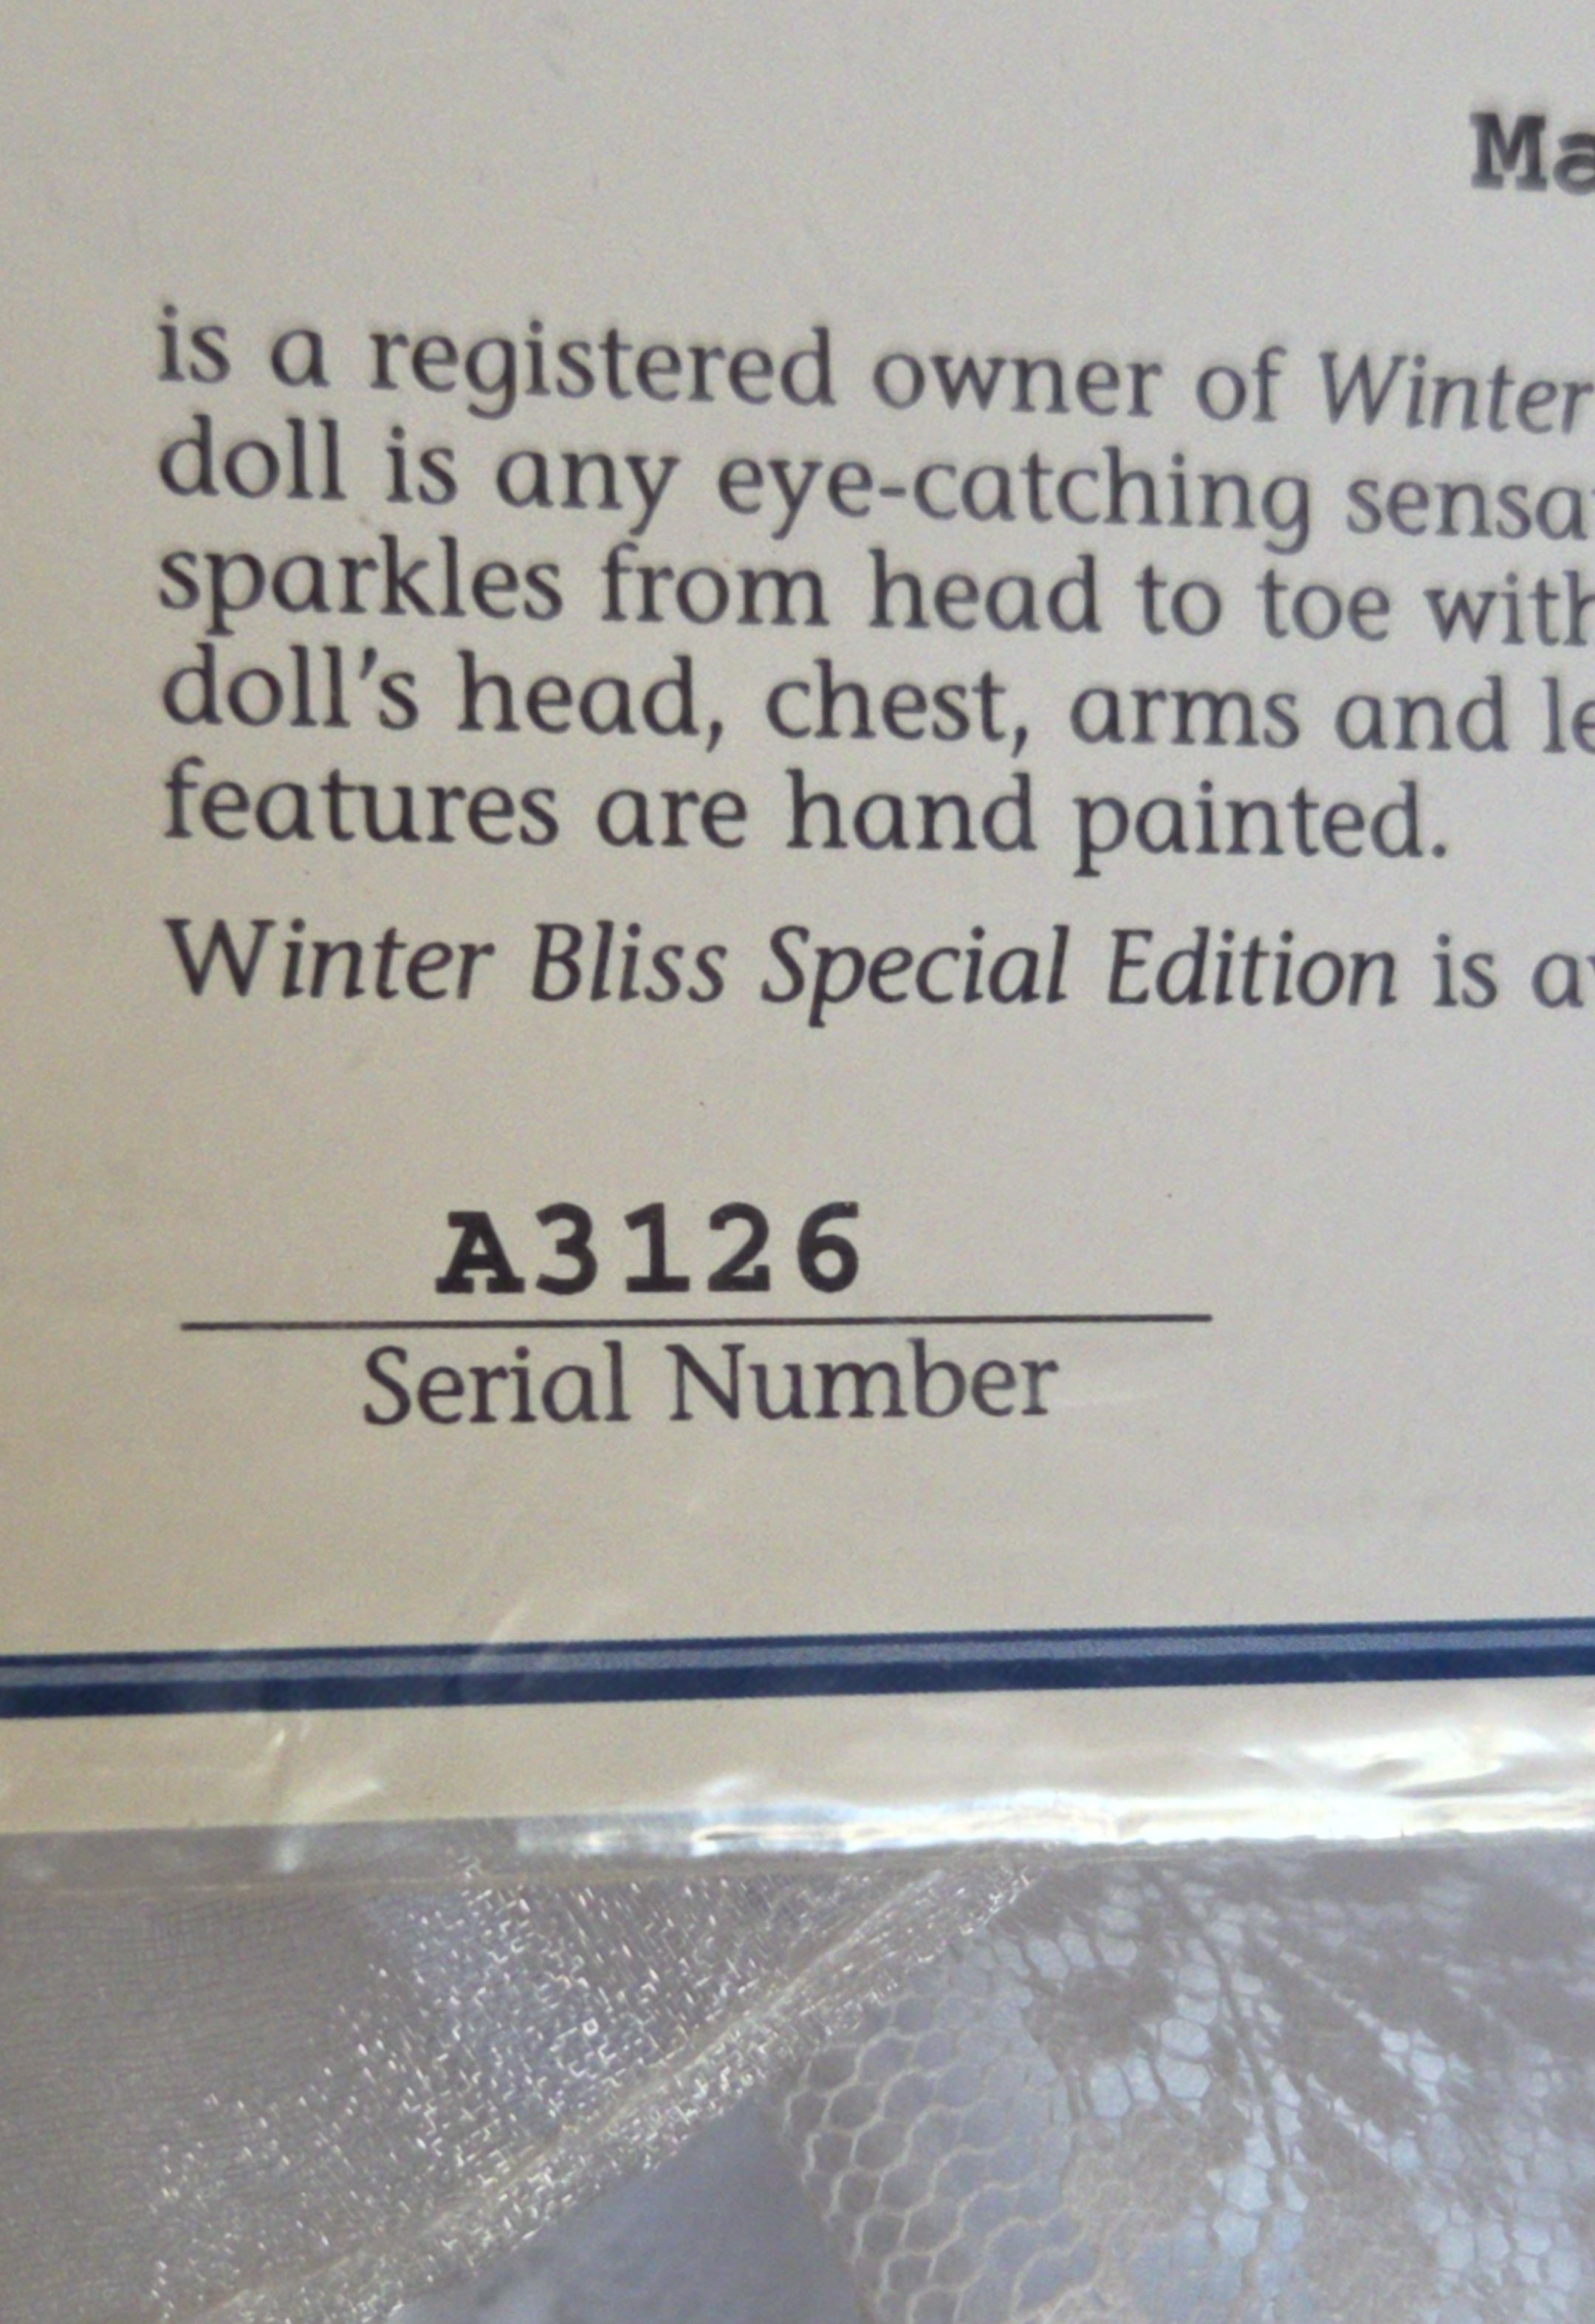 Ma
is a registered owner of Winter
doll is any eye-catching sensa
sparkles from head to toe with
doll's head, chest, arms and le
features are hand painted.
Winter Bliss Special Edition is av
A3126
Serial Number